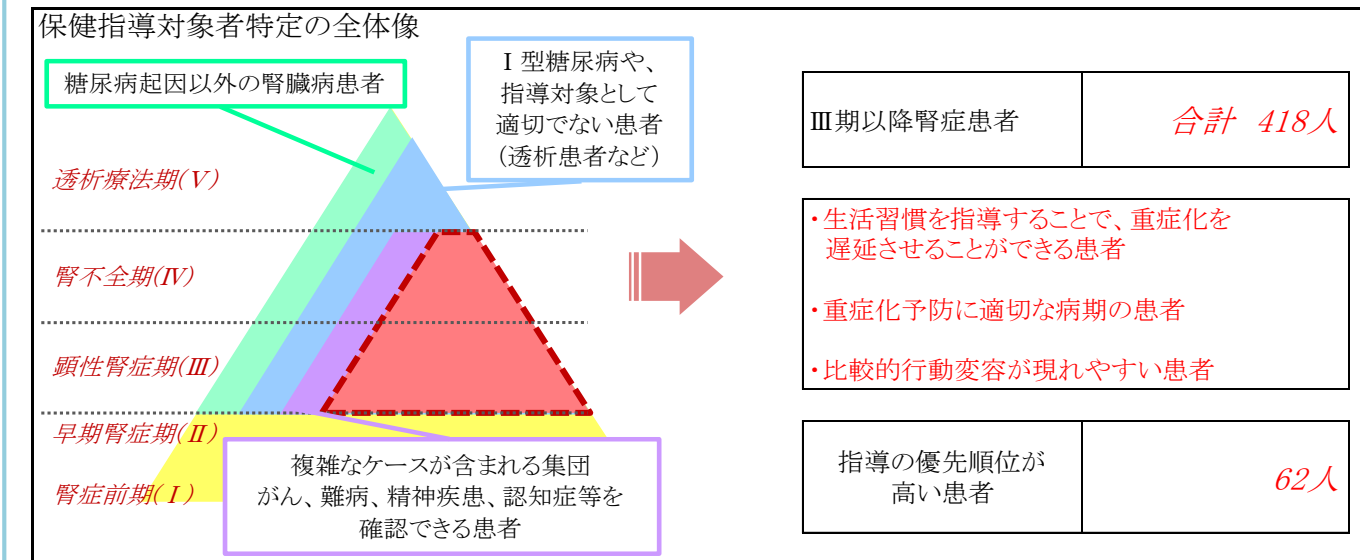 保健指導対象者特定の全体像
糖尿病起因以外の腎臓病患者
Ⅰ型糖尿病や、
指導対象として
適切でない患者
（透析患者など）
透析療法期(Ⅴ)
腎不全期(Ⅳ)
顕性腎症期(Ⅲ)
早期腎症期(Ⅱ)
腎症前期(Ⅰ)
複雑なケースが含まれる集団
がん、難病、精神疾患、認知症等を
確認できる患者
Ⅲ期以降腎症患者
合計 418人
・生活習慣を指導することで、重症化を
遅延させることができる患者
・重症化予防に適切な病期の患者
・比較的行動変容が現れやすい患者
指導の優先順位が
高い患者
62人